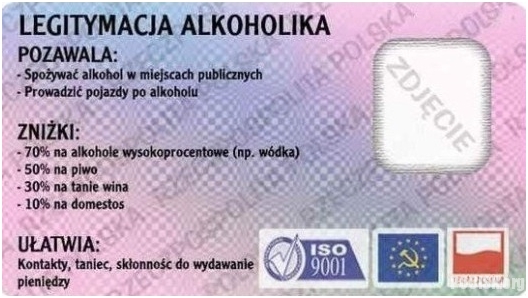 LEGITYMACJA ALKOHOLIKA
POZAWALA:
- Spożywać alkohol w miejscach publicznych
- Prowadzić pojazdy po alkoholu
ZDJĘCIE
ZNIŻKI:
- 70% na alkohole wysokoprocentowe (np. wódka)
- 50% na piwo
- 30% na tanie wina
- 10% na domestos
UŁATWIA:
Kontakty, taniec, skłonnośc do wydawanie
pieniędzy
ISO
9001
RZECZPOSPOLITA POLSKA